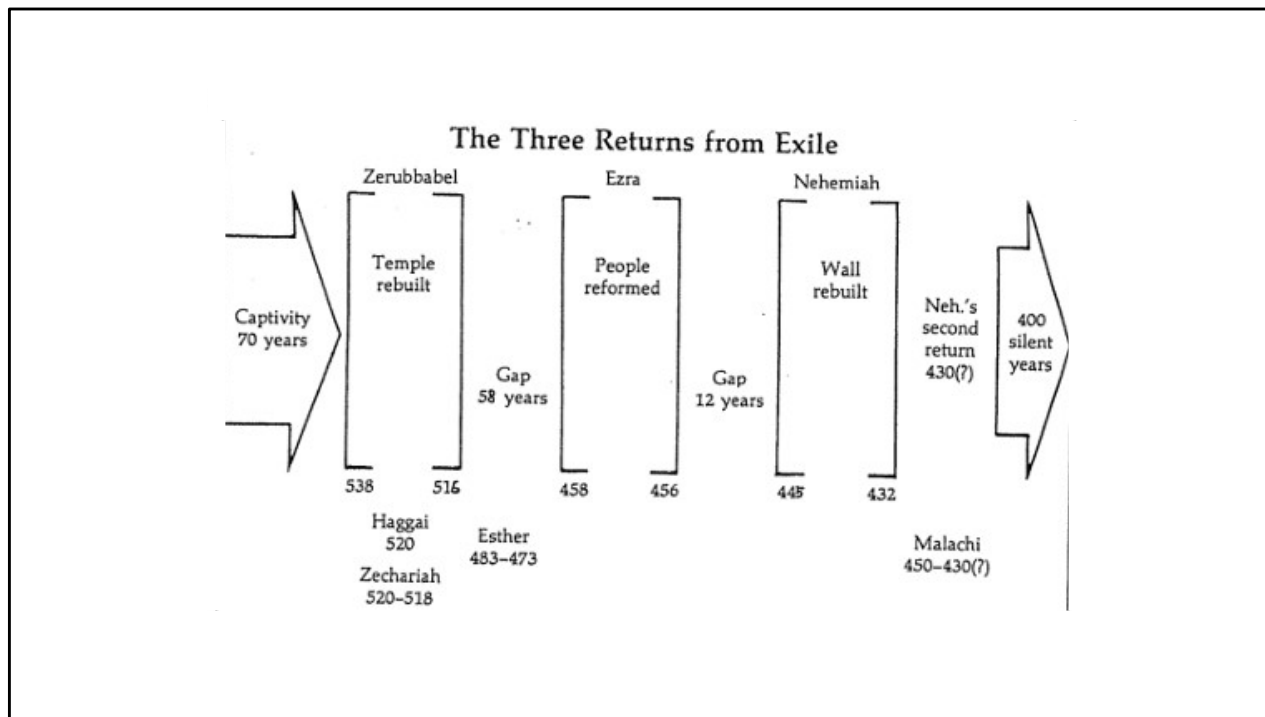 The Three Returns from Exile
Zerubbabel
Ezra
Nehemiah
Captivity
70 years
Temple
rebuilt
Gap
58 years
People
reformed
Gap
12 years
Wall
rebuilt
Neh.'s
second
return
430(?)
400
silent
years
538
516
458
456
445
432
Haggai
520
Zechariah
520–518
Esther
483–473
Malachi
450–430(?)